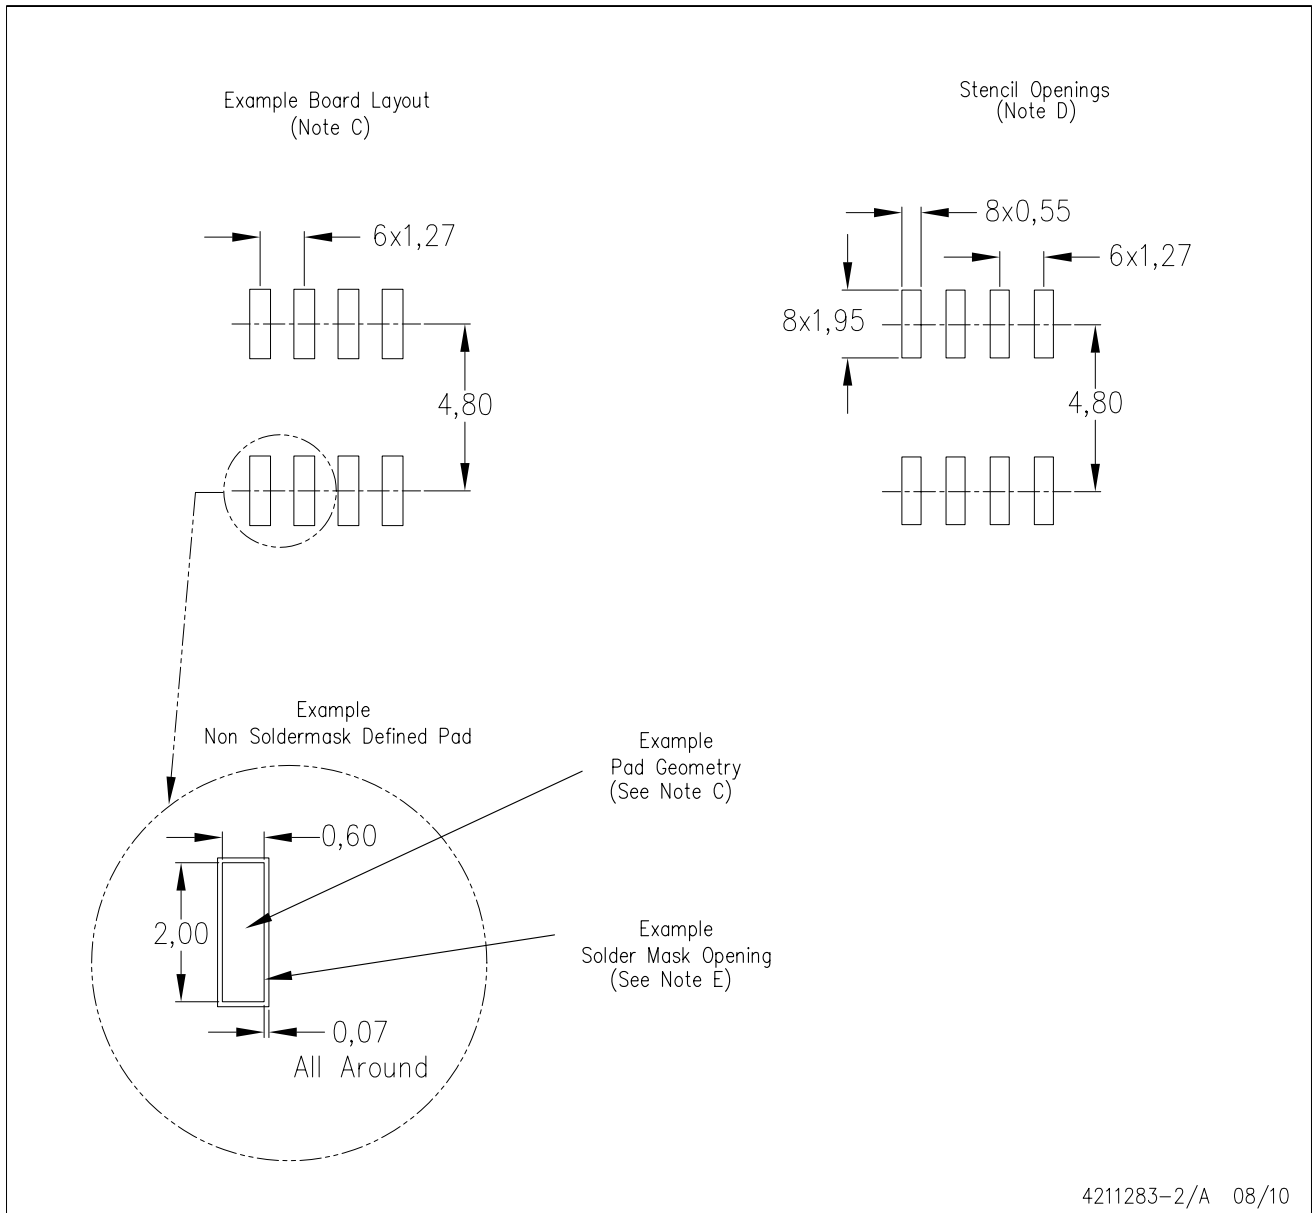 Example Board Layout
(Note C)
6x1,27
4,80
Stencil Openings
(Note D)
8x0,55
6x1,27
8x1,95
4,80
Example
Non Soldermask Defined Pad
0,60
2,00
0,07
All Around
Example
Pad Geometry
(See Note C)
Example
Solder Mask Opening
(See Note E)
4211283-2/A 08/10